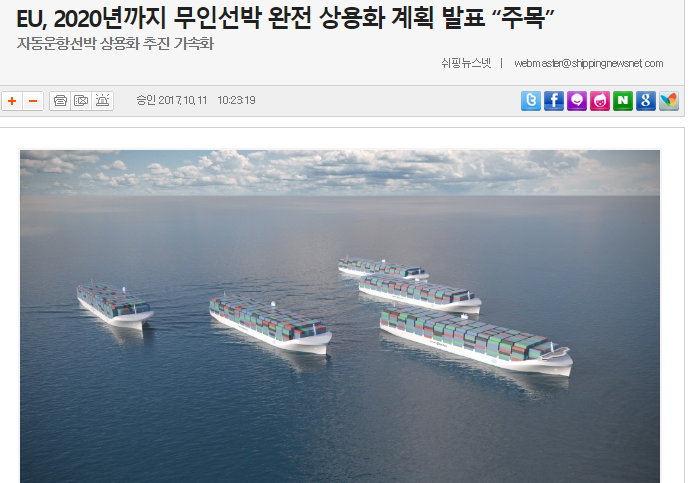 EU, 2020년까지 무인선박 완전 상용화 계획 발표 “주목”
자동운항선박 상용화 추진 가속화
쉬핑뉴스넷 | webmaster@shippingnewsnet.com
승인 2017.10.11 10:23:19